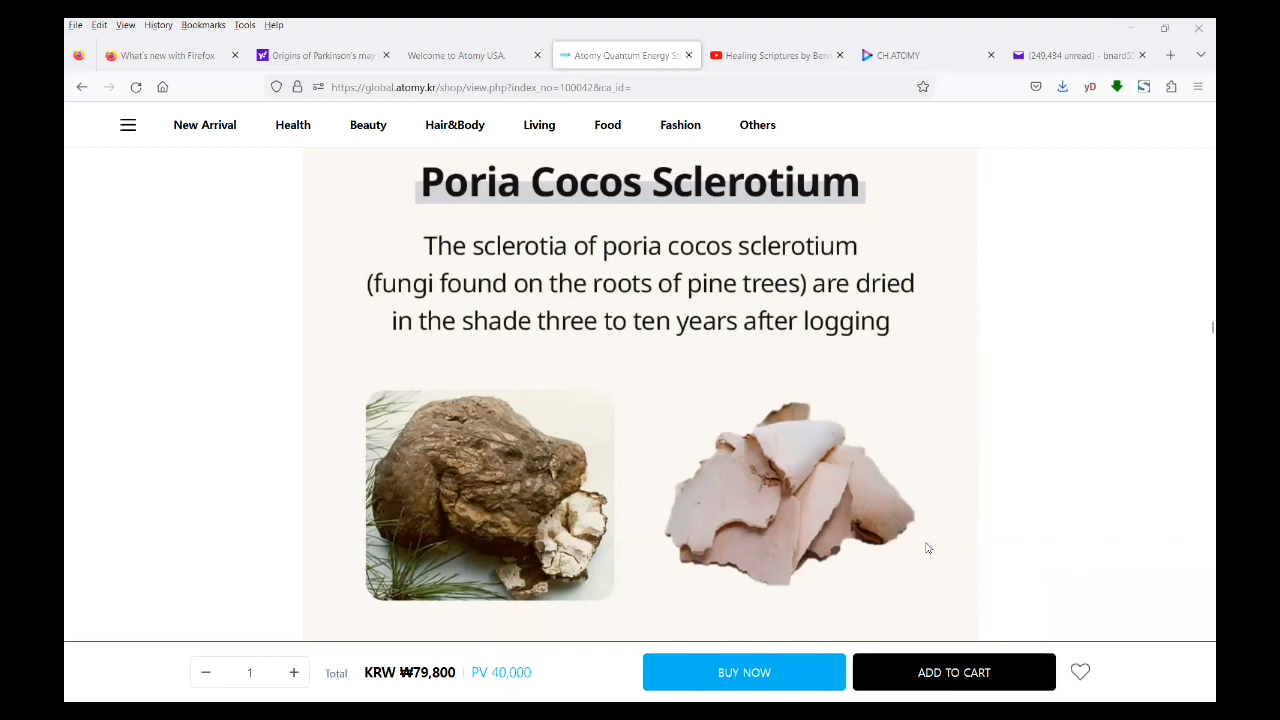 File Edit View History Bookmarks Tools Help
What's new with Firefox
Origins of Parkinson's may
Welcome to Atomy USA.
Atomy Quantum Energy St
Healing Scriptures by Benn
CH.ATOMY
(249,434 unread) - bnard55
https://global.atomy.kr/shop/view.php?index_no=100042&ca_id=
New Arrival Health Beauty Hair&Body Living Food Fashion Others
Poria Cocos Sclerotium
The sclerotia of poria cocos sclerotium
(fungi found on the roots of pine trees) are dried
in the shade three to ten years after logging
1 Total KRW ₩79,800 PV 40,000 BUY NOW ADD TO CART